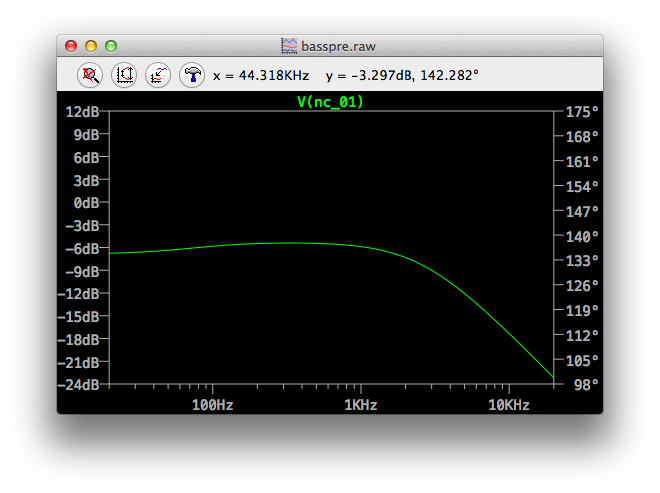 basspre.raw
x = 44.318KHz y = -3.297dB, 142.282°
V(nc_01)
12dB 175°
9dB 168°
6dB 161°
3dB 154°
0dB 147°
-3dB 140°
-6dB 133°
-9dB 126°
-12dB 119°
-15dB 112°
-18dB 105°
-21dB 98°
-24dB
100Hz 1KHz 10KHz